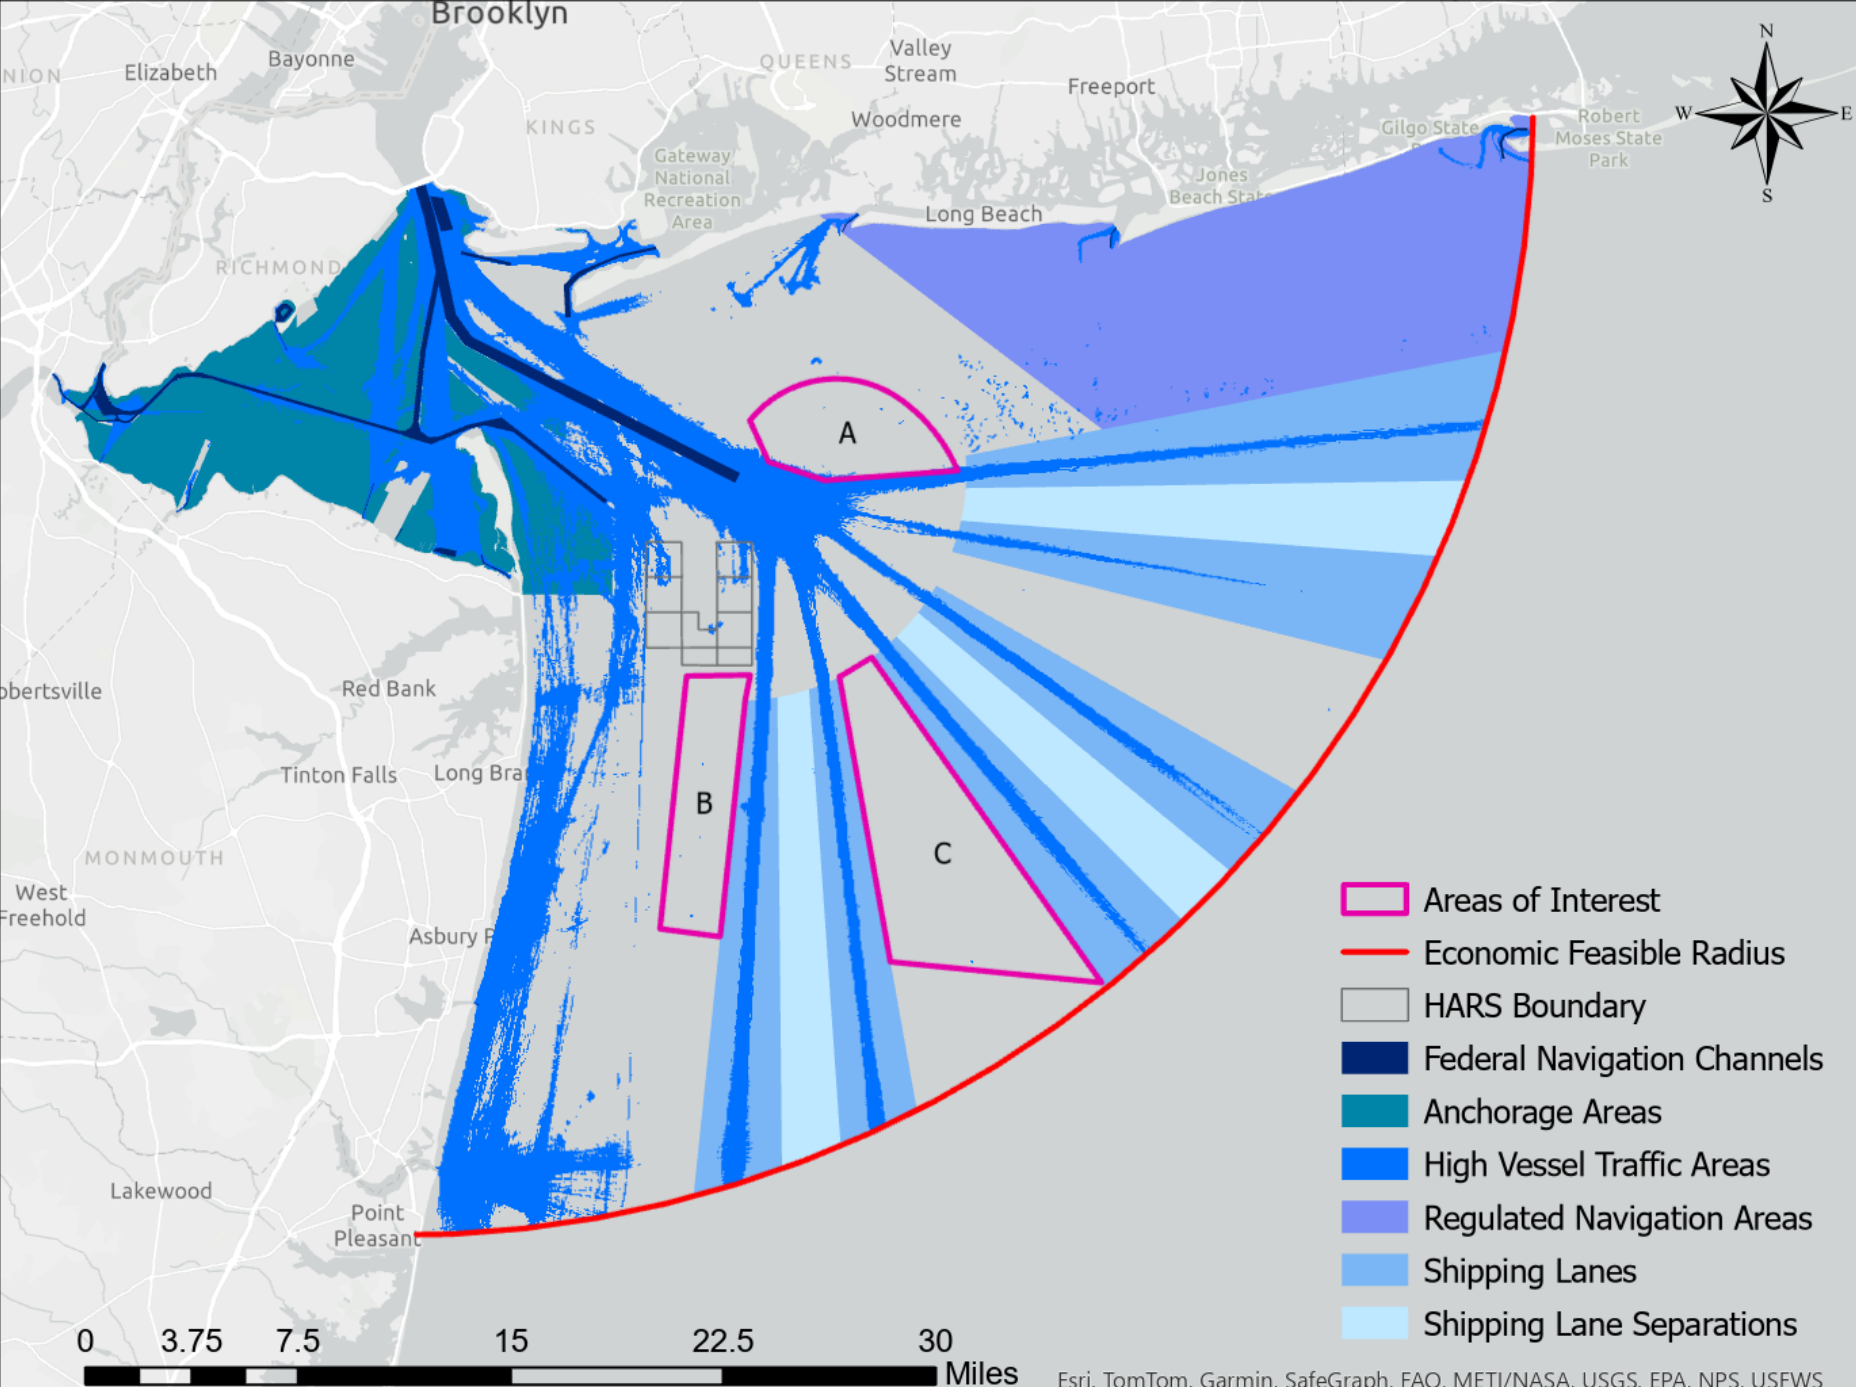 Brooklyn
Bayonne
Elizabeth
NION
QUEENS
Valley
Stream
Freeport
Woodmere
KINGS
Gateway
National
Recreation
Area
Gilgo State
Robert
Moses State
Park
Jones
Beach State
Long Beach
RICHMOND
N
W
E
S
A
B
C
obertsville
Red Bank
Tinton Falls
Long Bra
MONMOUTH
West
Freehold
Asbury P
Lakewood
Point
Pleasant
Areas of Interest
Economic Feasible Radius
HARS Boundary
Federal Navigation Channels
Anchorage Areas
High Vessel Traffic Areas
Regulated Navigation Areas
Shipping Lanes
Shipping Lane Separations
0 3.75 7.5 15 22.5 30
Miles
Esri, TomTom, Garmin, SafeGraph, FAO, METI/NASA, USGS, EPA, NPS, USFWS